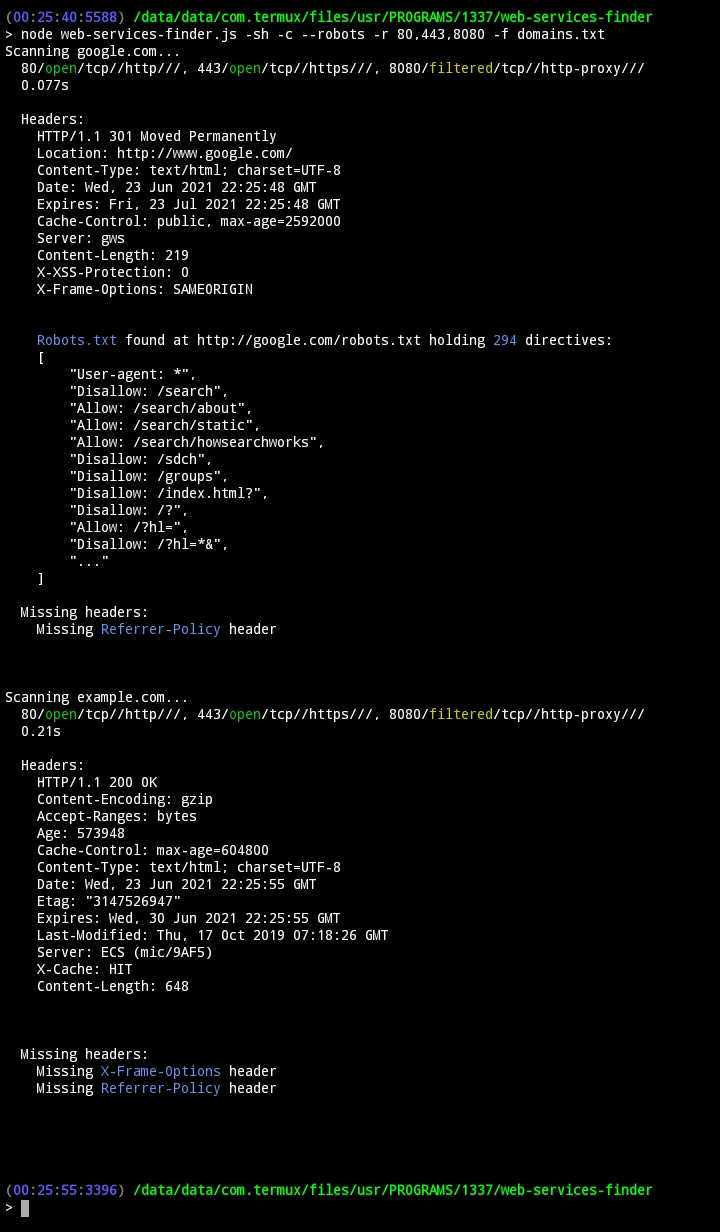 (00:25:40:5588) /data/data/com.termux/files/usr/PROGRAMS/1337/web-services-finder
> node web-services-finder.js -sh -c --robots -r 80,443,8080 -f domains.txt
Scanning google.com...
80/open/tcp//http///, 443/open/tcp//https///, 8080/filtered/tcp//http-proxy///
0.077s
Headers:
HTTP/1.1 301 Moved Permanently
Location: http://www.google.com/
Content-Type: text/html; charset=UTF-8
Date: Wed, 23 Jun 2021 22:25:48 GMT
Expires: Fri, 23 Jul 2021 22:25:48 GMT
Cache-Control: public, max-age=2592000
Server: gws
Content-Length: 219
X-XSS-Protection: 0
X-Frame-Options: SAMEORIGIN
Robots.txt found at http://google.com/robots.txt holding 294 directives:
[
"User-agent: *",
"Disallow: /search",
"Allow: /search/about",
"Allow: /search/static",
"Allow: /search/howsearchworks",
"Disallow: /sdch",
"Disallow: /groups",
"Disallow: /index.html?",
"Disallow: /?",
"Allow: /?hl=",
"Disallow: /?hl=*&",
"..."
]
Missing headers:
Missing Referrer-Policy header
Scanning example.com...
80/open/tcp//http///, 443/open/tcp//https///, 8080/filtered/tcp//http-proxy///
0.21s
Headers:
HTTP/1.1 200 OK
Content-Encoding: gzip
Accept-Ranges: bytes
Age: 573948
Cache-Control: max-age=604800
Content-Type: text/html; charset=UTF-8
Date: Wed, 23 Jun 2021 22:25:55 GMT
Etag: "3147526947"
Expires: Wed, 30 Jun 2021 22:25:55 GMT
Last-Modified: Thu, 17 Oct 2019 07:18:26 GMT
Server: ECS (mic/9AF5)
X-Cache: HIT
Content-Length: 648
Missing headers:
Missing X-Frame-Options header
Missing Referrer-Policy header
(00:25:55:3396) /data/data/com.termux/files/usr/PROGRAMS/1337/web-services-finder
>